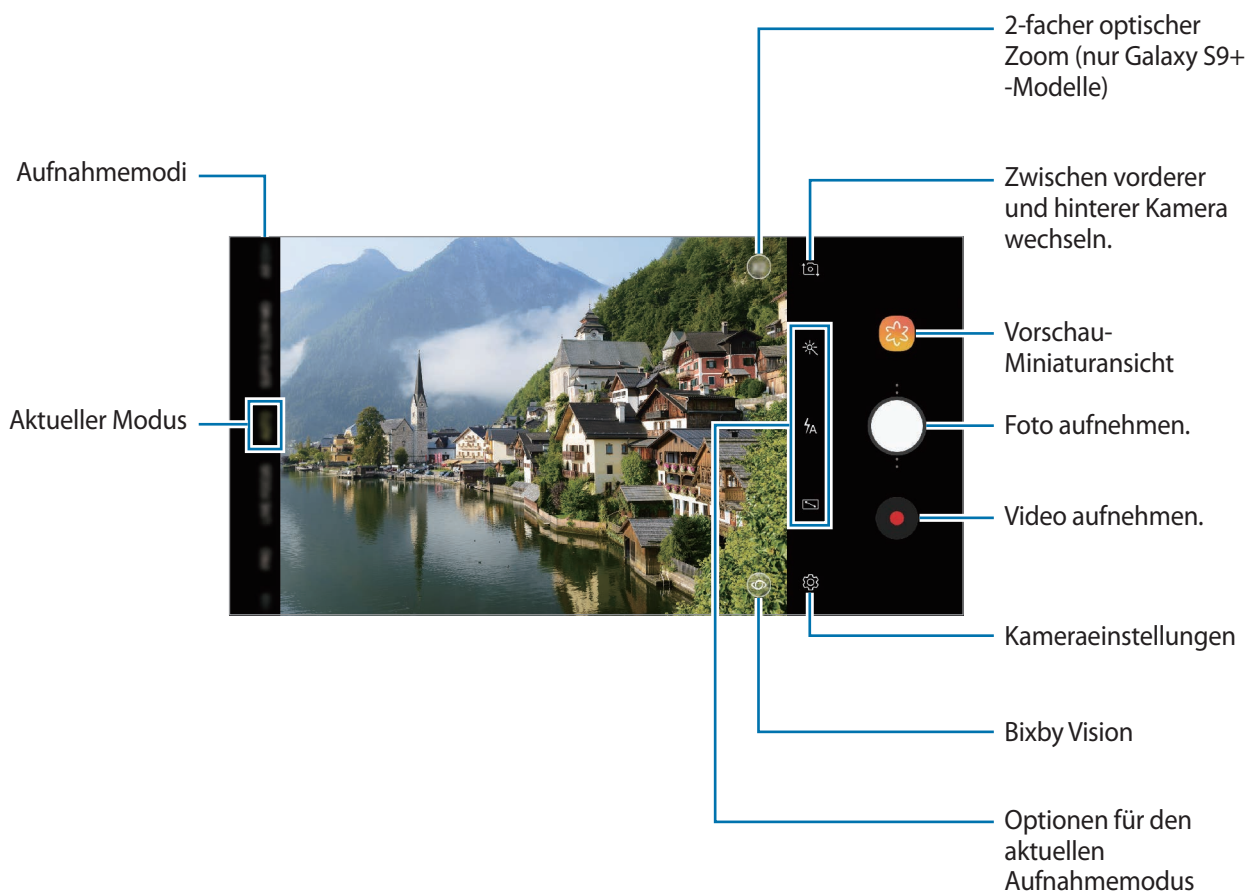 2-facher optischer
Zoom (nur Galaxy S9+
-Modelle)
Aufnahmemodi
Zwischen vorderer
und hinterer Kamera
wechseln.
Vorschau-
Miniaturansicht
Aktueller Modus
Foto aufnehmen.
Video aufnehmen.
Kameraeinstellungen
Bixby Vision
Optionen für den
aktuellen
Aufnahmemodus